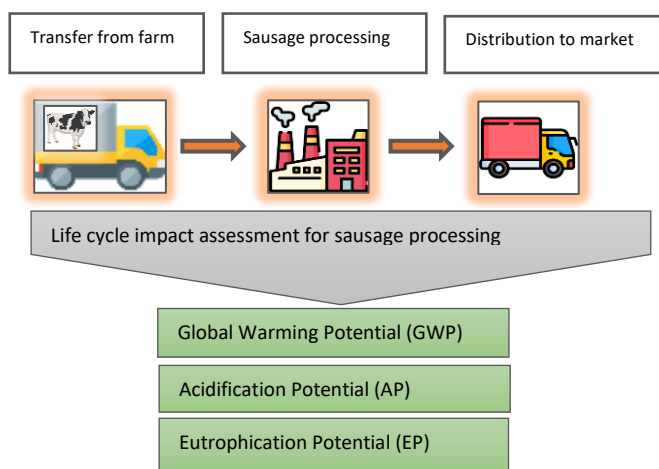 Transfer from farm
Sausage processing
Distribution to market
Life cycle impact assessment for sausage processing
Global Warming Potential (GWP)
Acidification Potential (AP)
Eutrophication Potential (EP)